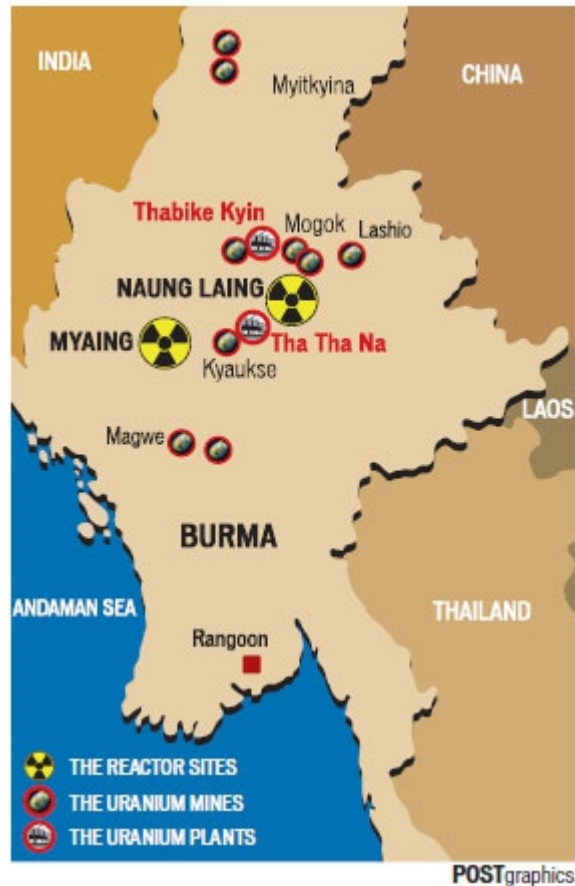 INDIA
CHINA
Myitkyina
Thabike Kyin
Mogok
Lashio
NAUNG LAING
MYAING
Tha Tha Na
Kyaukse
LAOS
Magwe
BURMA
ANDAMAN SEA
THAILAND
Rangoon
THE REACTOR SITES
THE URANIUM MINES
THE URANIUM PLANTS
POSTgraphics